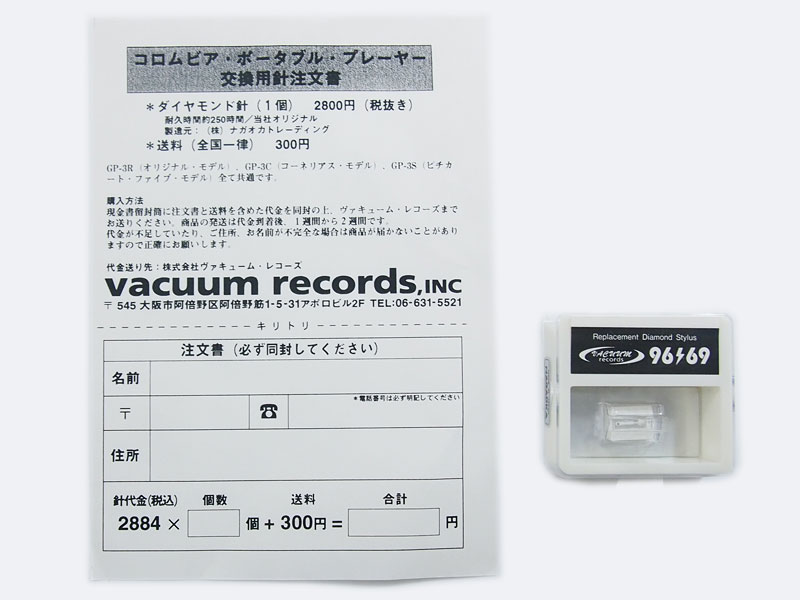 コロムビア・ポータブル・プレーヤー
交換用針注文書
＊ダイヤモンド針（1個） 2800円（税抜き）
耐久時間約250時間／当社オリジナル
製造元：（株）ナガオカトレーディング
＊送料（全国一律） 300円
GP-3R（オリジナル・モデル）、GP-3C（コーネリアス・モデル）、GP-3S（ピチカ
ート・ファイブ・モデル）全て共通です。
購入方法
現金書留封筒に注文書と送料を含めた代金を同封の上、ヴァキューム・レコーズまで
お送りください。商品の発送は代金到着後、1週間から2週間です。
代金が不足していたり、ご住所、お名前が不完全な場合は商品が届かないことがあり
ますので正確にお願いします。
代金送り先：株式会社ヴァキューム・レコーズ
vacuum records,INC
〒545 大阪市阿倍野区阿倍野筋1-5-31アポロビル2F TEL:06-631-5521
キリトリ
注文書（必ず同封してください）
名前
〒 ☎ ＊電話番号は必ず明記してください
住所
針代金(税込) 個数 送料 合計
2884 × 個 + 300円 = 円
Replacement Diamond Stylus
VACUUM records 96/69